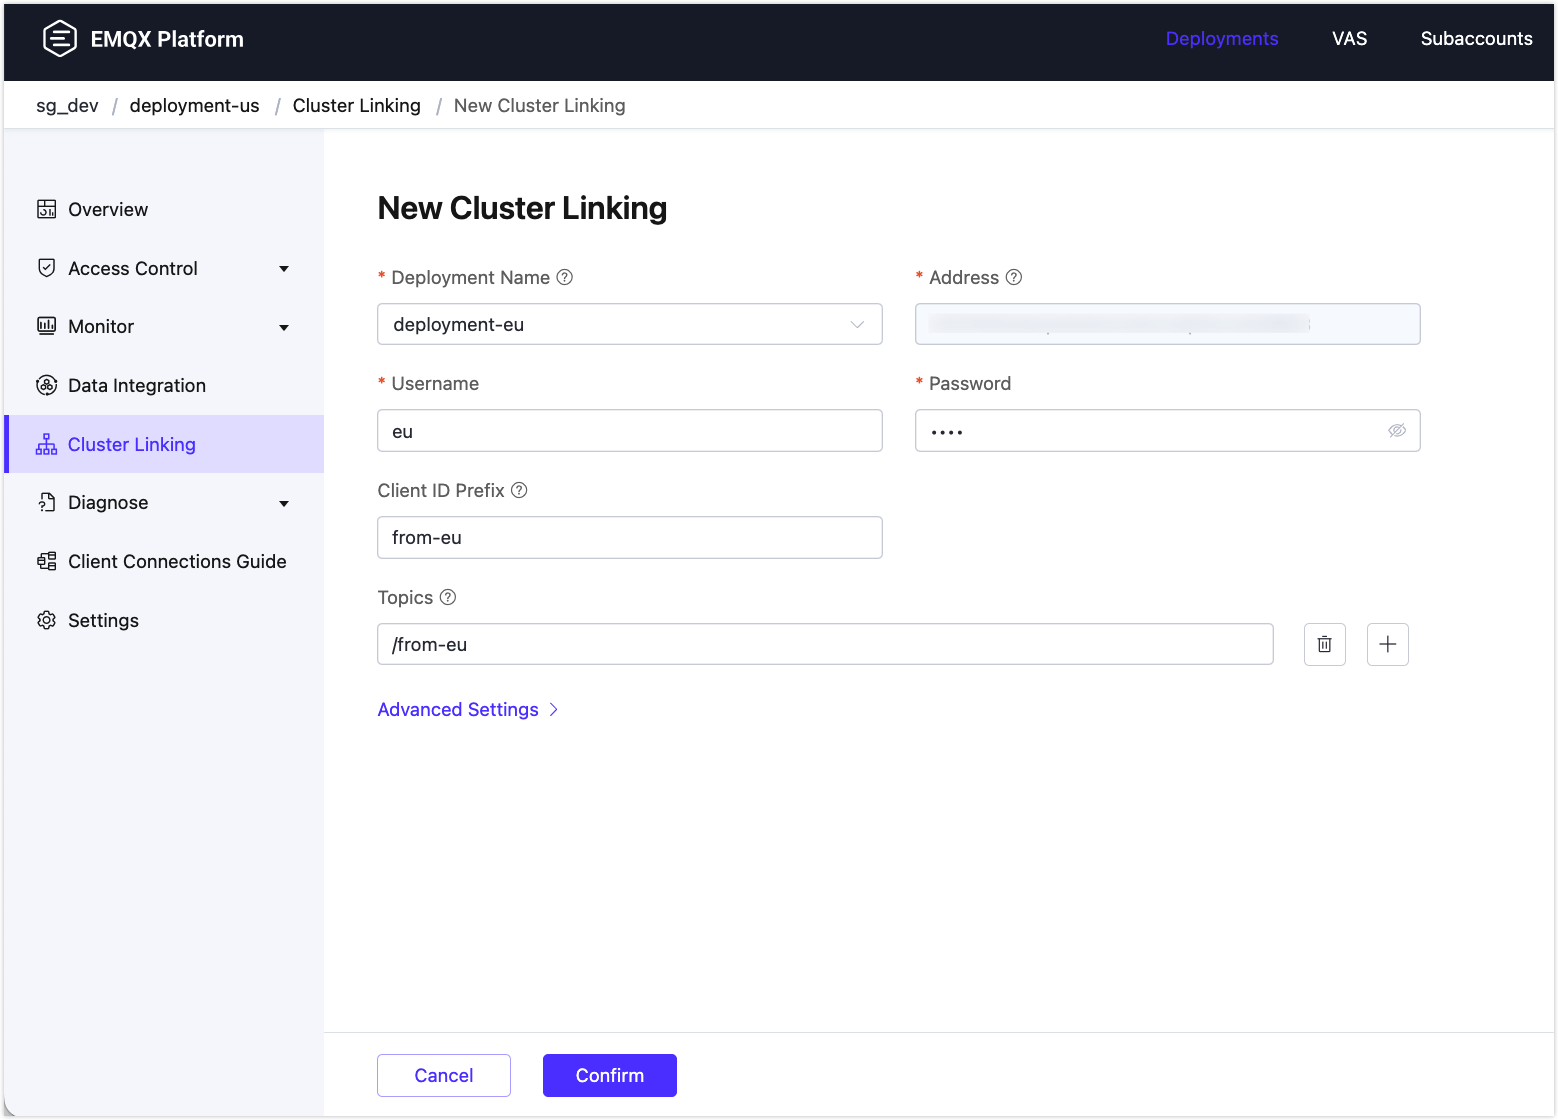 EMQX Platform
Deployments VAS Subaccounts
sg_dev / deployment-us / Cluster Linking / New Cluster Linking
Overview
Access Control
Monitor
Data Integration
Cluster Linking
Diagnose
Client Connections Guide
Settings
New Cluster Linking
* Deployment Name ?
deployment-eu
* Address ?
* Username
eu
* Password
••••
Client ID Prefix ?
from-eu
Topics ?
/from-eu
Advanced Settings >
Cancel
Confirm